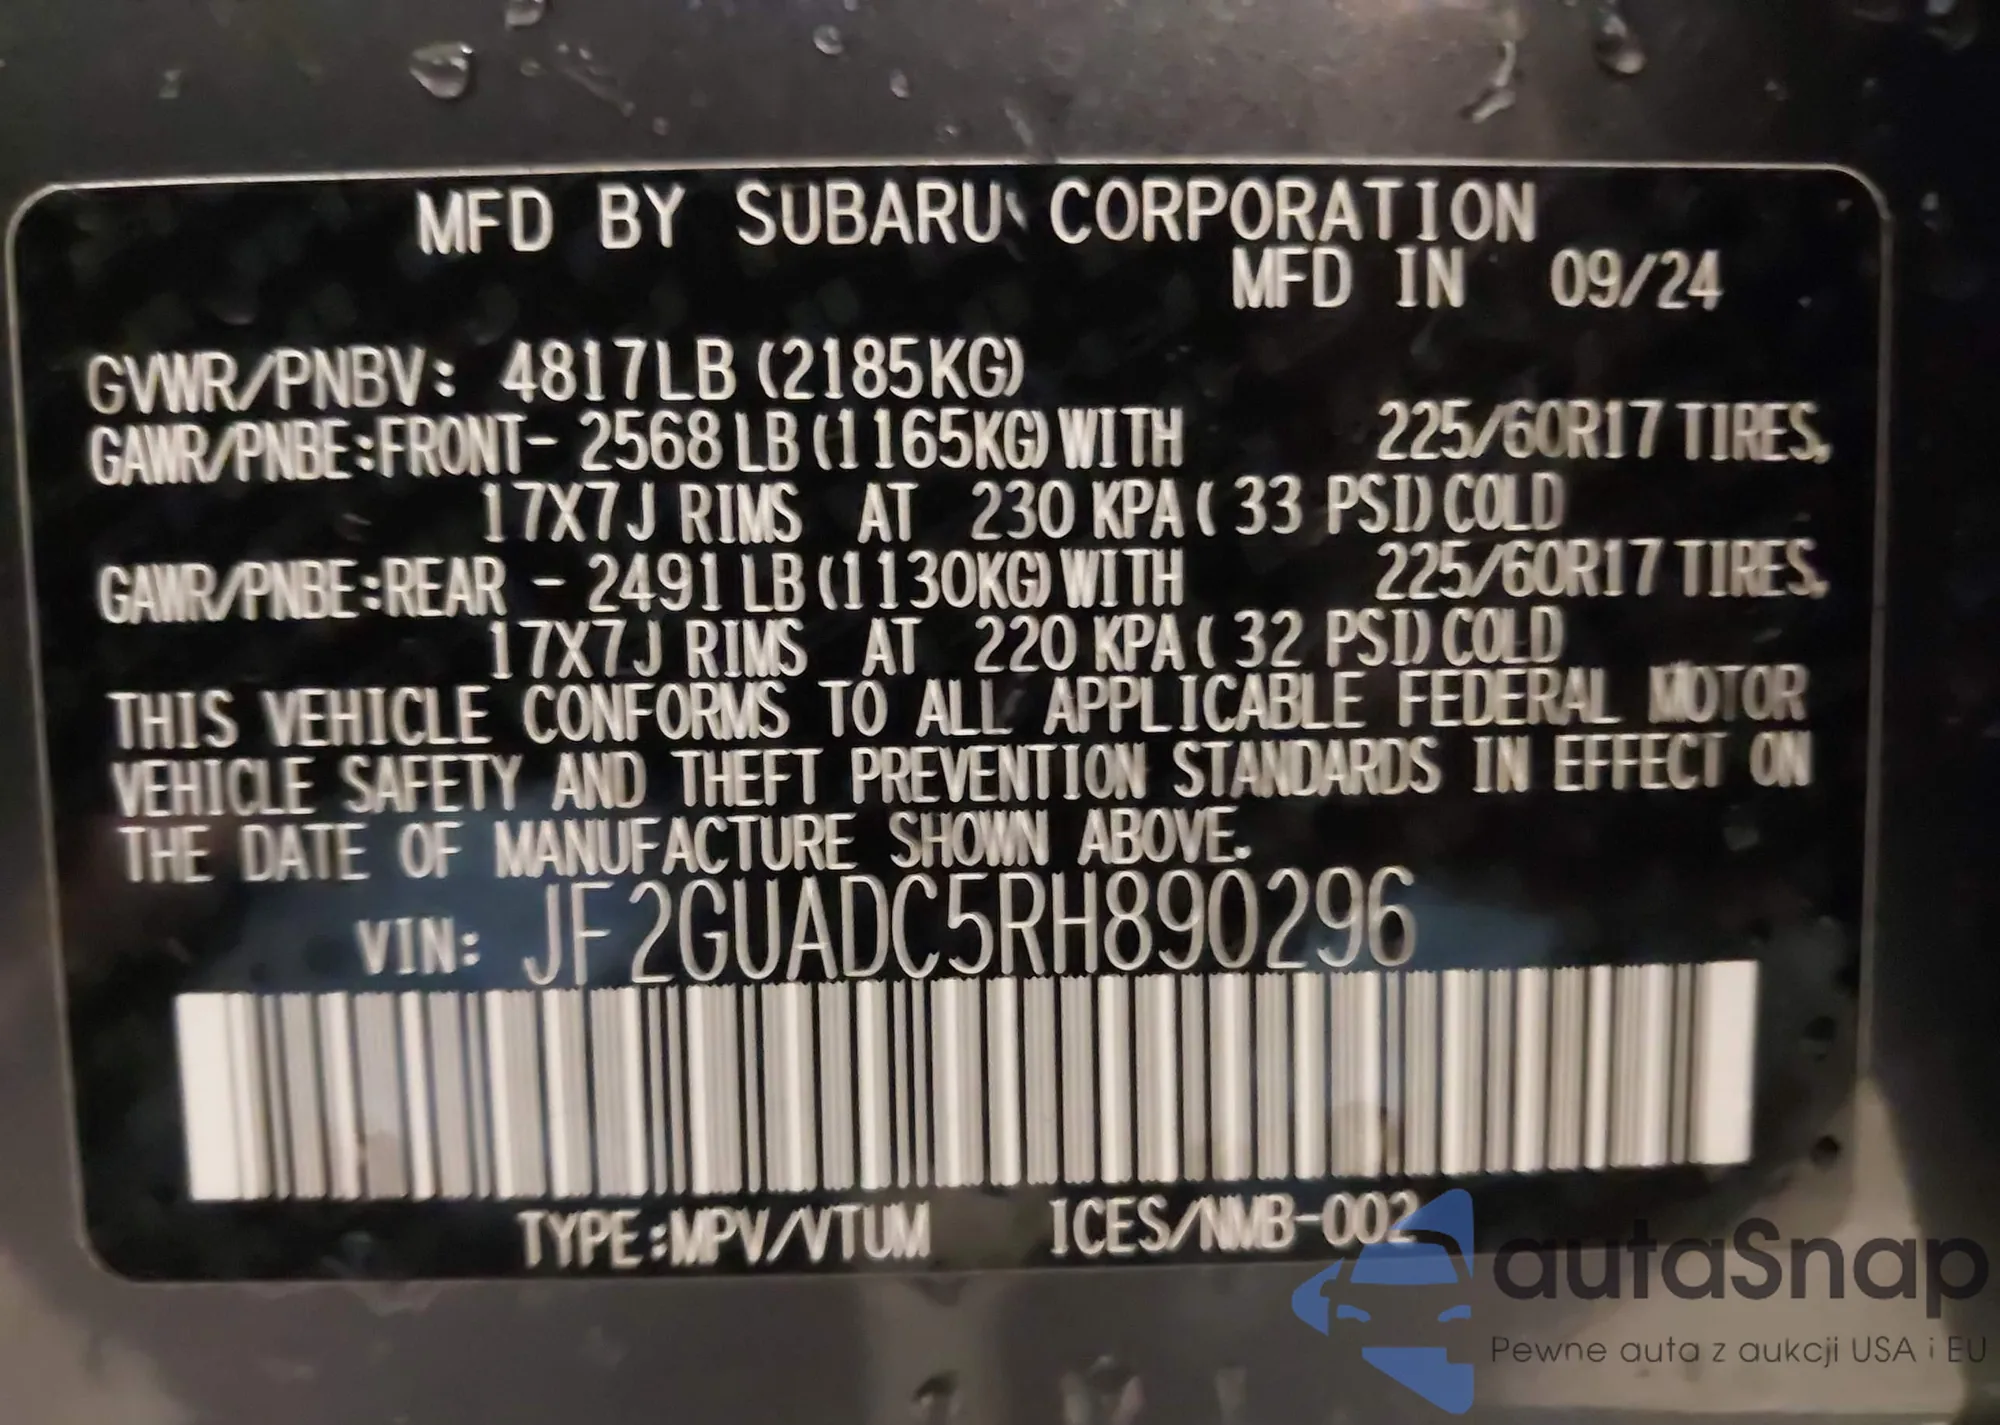 MFD BY SUBARU CORPORATION
MFD IN 09/24
GVWR/PNBV: 4817LB (2185KG)
GAWR/PNBE:FRONT- 2568 LB (1165KG) WITH 225/60R17 TIRES,
17X7J RIMS AT 230 KPA ( 33 PSI) COLD
GAWR/PNBE:REAR - 2491 LB (1130KG) WITH 225/60R17 TIRES,
17X7J RIMS AT 220 KPA ( 32 PSI) COLD
THIS VEHICLE CONFORMS TO ALL APPLICABLE FEDERAL MOTOR
VEHICLE SAFETY AND THEFT PREVENTION STANDARDS IN EFFECT ON
THE DATE OF MANUFACTURE SHOWN ABOVE.
VIN: JF2GUADC5RH890296
TYPE:MPV/VTUM ICES/NMB-002
autaSnap
Pewne auta z aukcji USA i EU